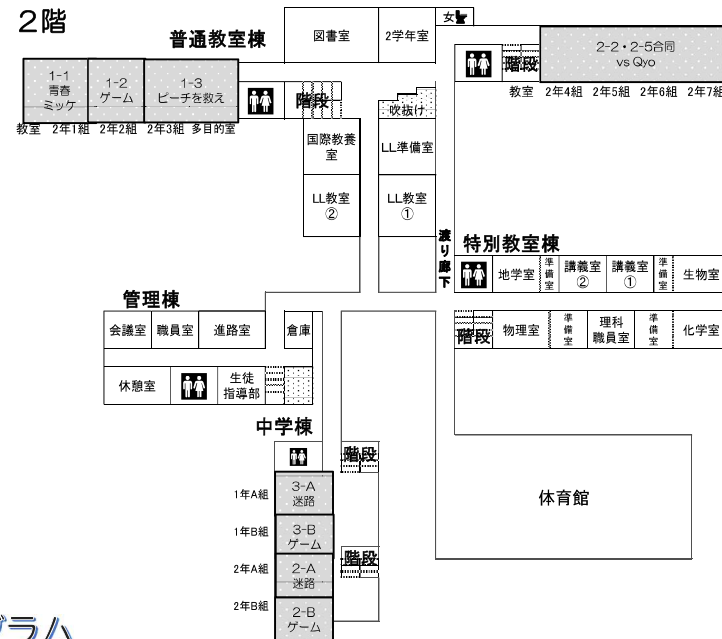 2階
普通教室棟
図書室
2学年室
女
1-1
青春
ミッケ
1-2
ゲーム
1-3
ピーチを救え
階段
吹抜け
階段
2-2・2-5合同
vs Qyo
教室 2年1組 2年2組 2年3組 多目的室
教室 2年4組 2年5組 2年6組 2年7組
国際教養
室
LL準備室
LL教室
②
LL教室
①
渡り廊下
特別教室棟
地学室
準備室
講義室
②
講義室
①
準備室
生物室
階段
物理室
準備室
理科
職員室
準備室
化学室
管理棟
会議室
職員室
進路室
倉庫
休憩室
生徒
指導部
中学棟
階段
1年A組
3-A
迷路
1年B組
3-B
ゲーム
2年A組
2-A
迷路
階段
2年B組
2-B
ゲーム
体育館
グラム